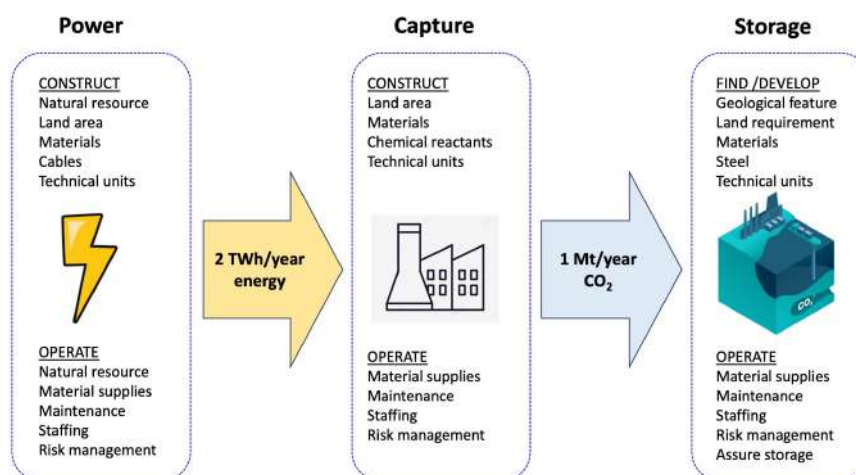 Power
CONSTRUCT
Natural resource
Land area
Materials
Cables
Technical units
OPERATE
Natural resource
Material supplies
Maintenance
Staffing
Risk management
2 TWh/year
energy
Capture
CONSTRUCT
Land area
Materials
Chemical reactants
Technical units
OPERATE
Material supplies
Maintenance
Staffing
Risk management
1 Mt/year
CO₂
Storage
FIND /DEVELOP
Geological feature
Land requirement
Materials
Steel
Technical units
CO₂
OPERATE
Material supplies
Maintenance
Staffing
Risk management
Assure storage